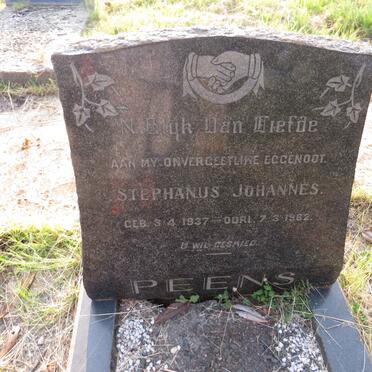 'N Blyk Van Liefde
AAN MY ONVERGEETLIKE EGGENOOT.
STEPHANUS JOHANNES.
GEB. 3.4.1937 — OORL. 7.3.1962.
U WIL GESKIED.
PEENS